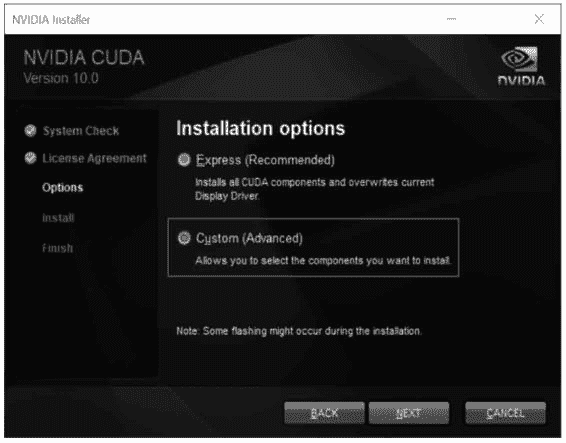 NVIDIA Installer
NVIDIA CUDA
Version 10.0
NVIDIA
System Check
License Agreement
Options
Install
Finish
Installation options
Express (Recommended)
Installs all CUDA components and overwrites current
Display Driver.
Custom (Advanced)
Allows you to select the components you want to install.
Note: Some flashing might occur during the installation.
BACK
NEXT
CANCEL